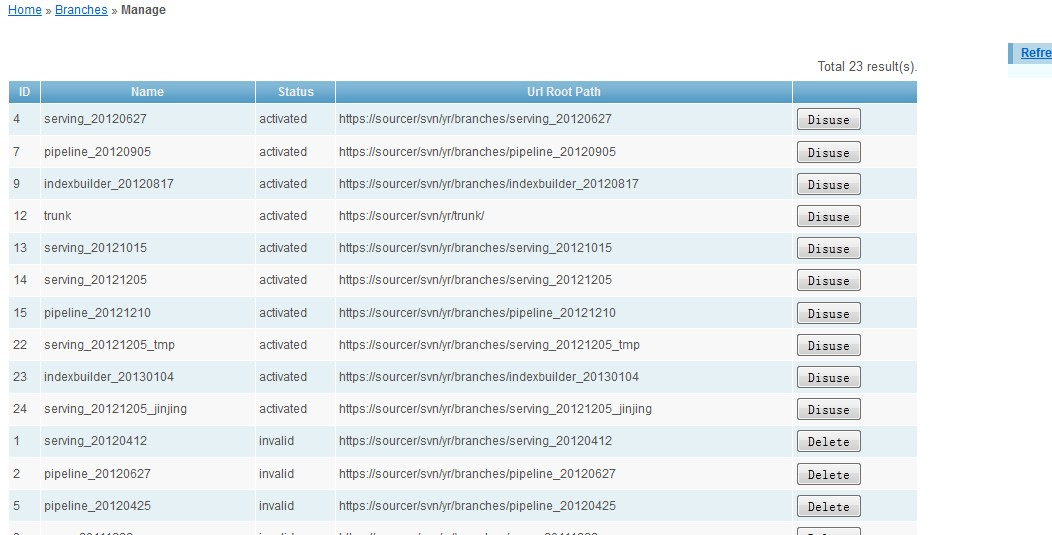 Home » Branches » Manage
Refre
Total 23 result(s).
ID Name Status Url Root Path
4 serving_20120627 activated https://sourcer/svn/yr/branches/serving_20120627 Disuse
7 pipeline_20120905 activated https://sourcer/svn/yr/branches/pipeline_20120905 Disuse
9 indexbuilder_20120817 activated https://sourcer/svn/yr/branches/indexbuilder_20120817 Disuse
12 trunk activated https://sourcer/svn/yr/trunk/ Disuse
13 serving_20121015 activated https://sourcer/svn/yr/branches/serving_20121015 Disuse
14 serving_20121205 activated https://sourcer/svn/yr/branches/serving_20121205 Disuse
15 pipeline_20121210 activated https://sourcer/svn/yr/branches/pipeline_20121210 Disuse
22 serving_20121205_tmp activated https://sourcer/svn/yr/branches/serving_20121205_tmp Disuse
23 indexbuilder_20130104 activated https://sourcer/svn/yr/branches/indexbuilder_20130104 Disuse
24 serving_20121205_jinjing activated https://sourcer/svn/yr/branches/serving_20121205_jinjing Disuse
1 serving_20120412 invalid https://sourcer/svn/yr/branches/serving_20120412 Delete
2 pipeline_20120627 invalid https://sourcer/svn/yr/branches/pipeline_20120627 Delete
5 pipeline_20120425 invalid https://sourcer/svn/yr/branches/pipeline_20120425 Delete